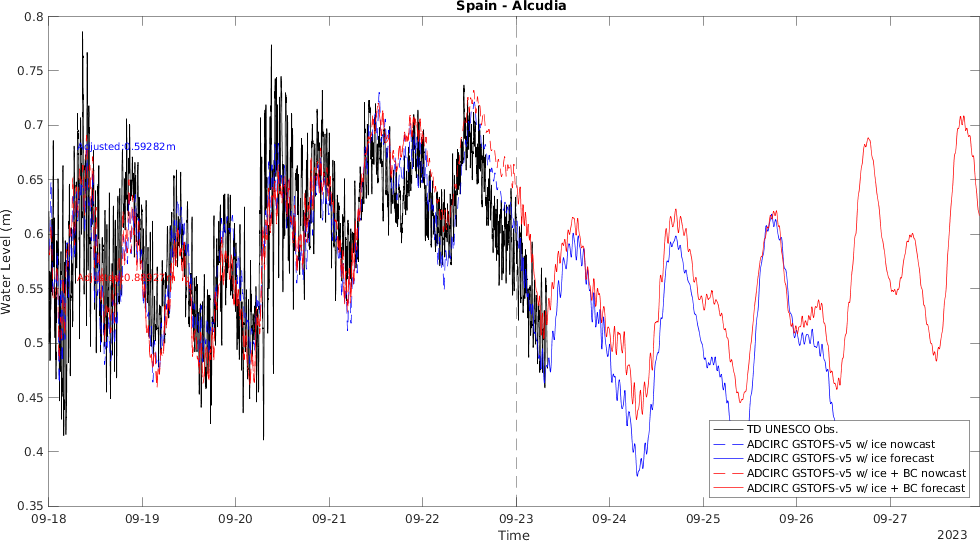 Spain - Alcudia
0.8
0.75
0.7
0.65
0.6
0.55
0.5
0.45
0.4
0.35
Water Level (m)
Adjusted:0.59282m
TD UNESCO Obs.
ADCIRC GSTOFS-v5 w/ ice nowcast
ADCIRC GSTOFS-v5 w/ ice forecast
ADCIRC GSTOFS-v5 w/ ice + BC nowcast
ADCIRC GSTOFS-v5 w/ ice + BC forecast
09-18
09-19
09-20
09-21
09-22
09-23
09-24
09-25
09-26
09-27
Time
2023